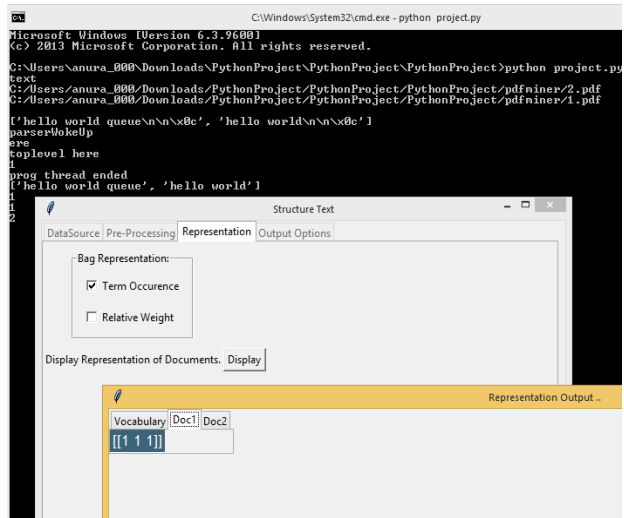 C:\Windows\System32\cmd.exe - python project.py
Microsoft Windows [Version 6.3.9600]
(c) 2013 Microsoft Corporation. All rights reserved.
C:\Users\anura_000\Downloads\PythonProject\PythonProject\PythonProject>python project.py
text
C:/Users/anura_000/Downloads/PythonProject/PythonProject/pdfminer/2.pdf
C:/Users/anura_000/Downloads/PythonProject/PythonProject/pdfminer/1.pdf
['hello world queue\n\n\x0c', 'hello world\n\n\x0c']
parserWokeUp
ere
toplevel here
1
prog thread ended
['hello world queue', 'hello world']
1
1
2
Structure Text
DataSource Pre-Processing Representation Output Options
Bag Representation:
Term Occurence
Relative Weight
Display Representation of Documents. Display
Representation Output ..
Vocabulary Doc1 Doc2
[[1 1 1]]